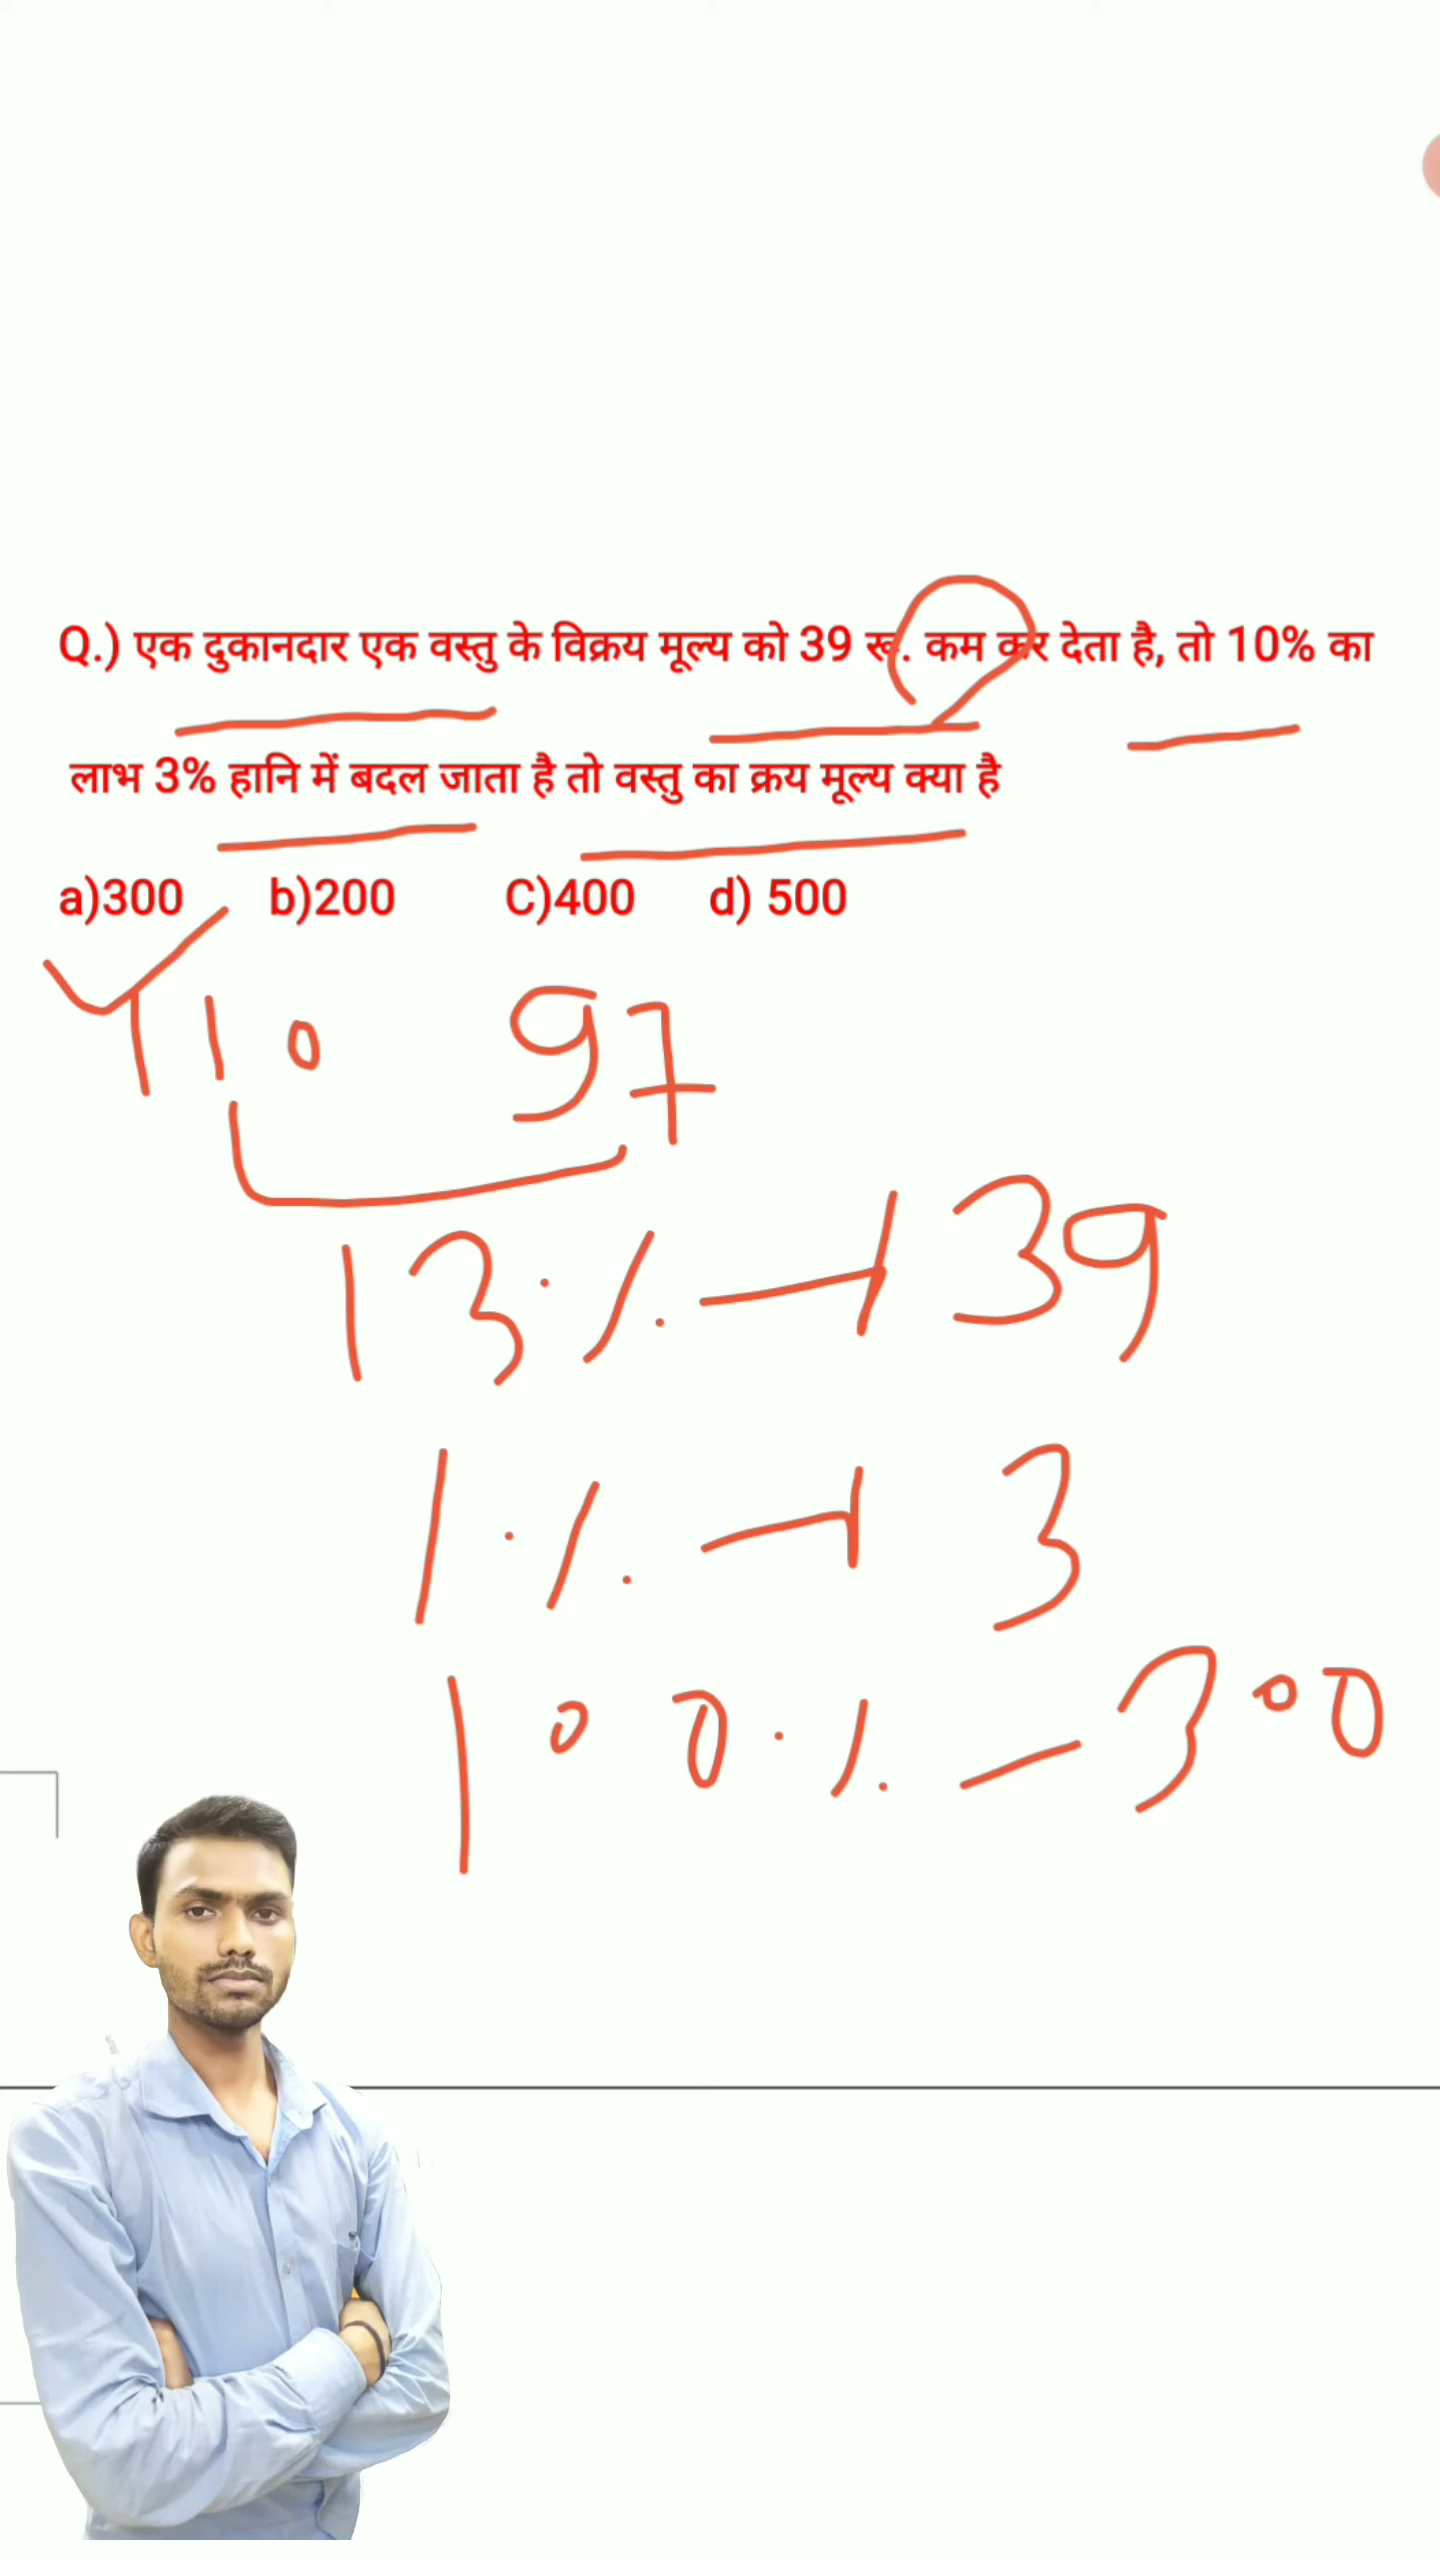 Q.) एक दुकानदार एक वस्तु के विक्रय मूल्य को 39 रू. कम कर देता है, तो 10% का
लाभ 3% हानि में बदल जाता है तो वस्तु का क्रय मूल्य क्या है
a)300 b)200 C)400 d) 500
110 97
13% → 39
1% → 3
100% - 300